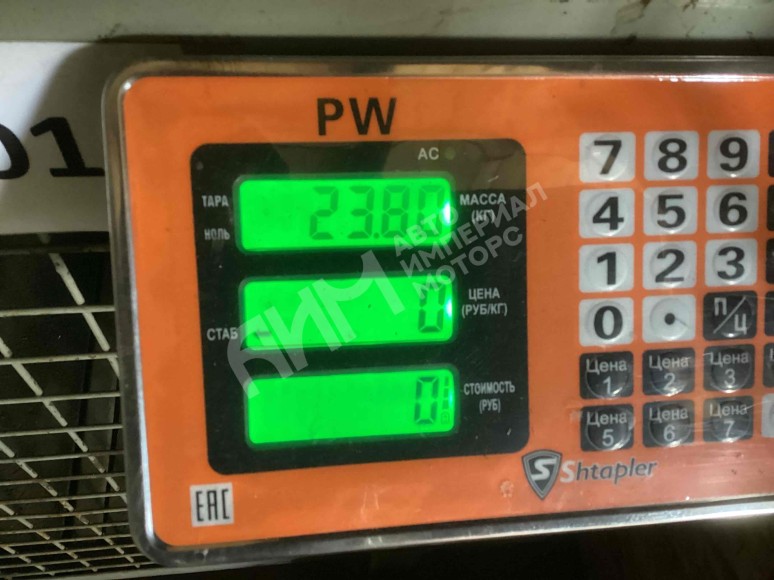 01
PW
AC
ТАРА
НОЛЬ
23.80
МАССА
(КГ)
СТАБ
0
ЦЕНА
(РУБ/КГ)
0
СТОИМОСТЬ
(РУБ)
АИМ АВТО
ИМПЕРИАЛ
МОТОРС
7 8 9
4 5 6
1 2 3
0 . П/Ц
Цена 1 Цена 2 Цена 3
Цена 5 Цена 6 Цена 7
Shtapler
EAC